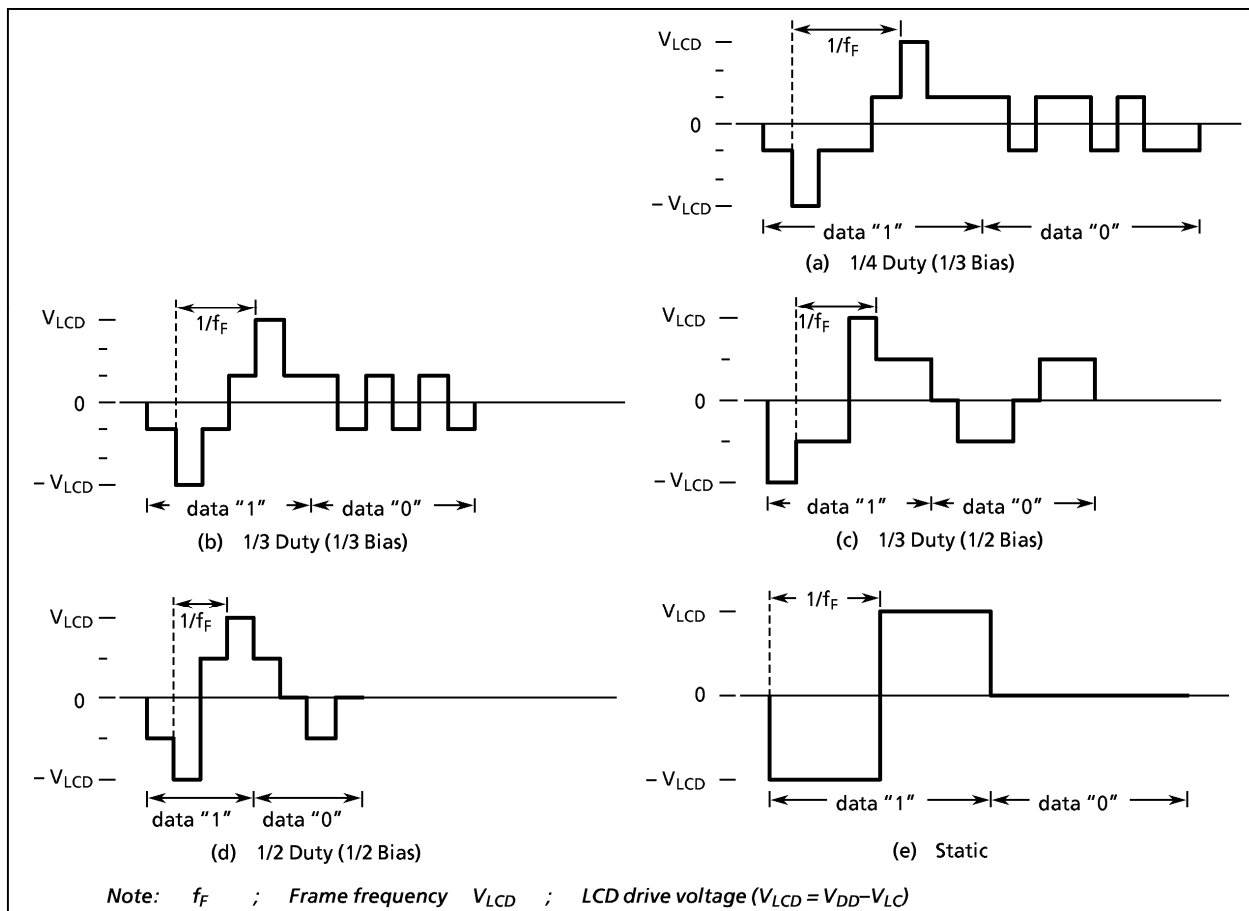 V_LCD
1/f_F
0
– V_LCD
data “1”
data “0”
(a) 1/4 Duty (1/3 Bias)
V_LCD
1/f_F
0
– V_LCD
data “1”
data “0”
(b) 1/3 Duty (1/3 Bias)
V_LCD
1/f_F
0
– V_LCD
data “1”
data “0”
(c) 1/3 Duty (1/2 Bias)
V_LCD
1/f_F
0
– V_LCD
data “1”
data “0”
(d) 1/2 Duty (1/2 Bias)
V_LCD
1/f_F
0
– V_LCD
data “1”
data “0”
(e) Static
Note: f_F ; Frame frequency V_LCD ; LCD drive voltage (V_LCD = V_DD–V_LC)